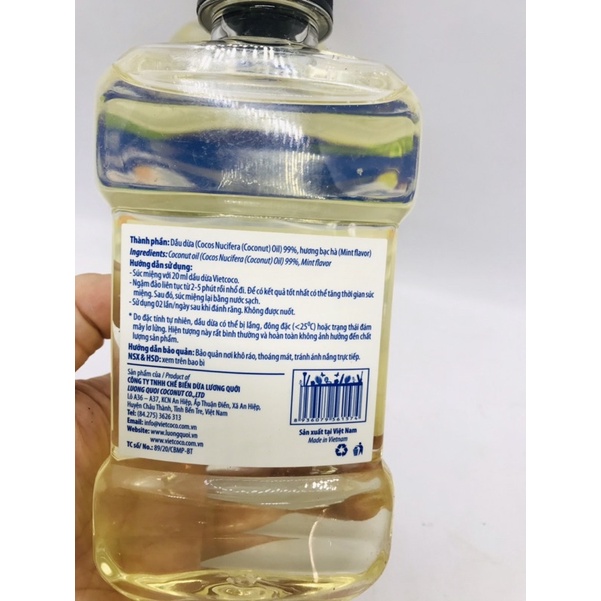 Thành phần: Dầu dừa (Cocos Nucifera (Coconut) Oil) 99%, hương bạc hà (Mint flavor)
Ingredients: Coconut oil (Cocos Nucifera (Coconut) Oil) 99%, Mint flavor
Hướng dẫn sử dụng:
- Súc miệng với 20 ml dầu dừa Vietcoco.
- Ngậm đảo liên tục từ 2-5 phút rồi nhổ đi. Để có kết quả tốt nhất có thể tăng thời gian súc
miệng. Sau đó, súc miệng lại bằng nước sạch.
- Sử dụng 02 lần/ngày sau khi đánh răng. Không được nuốt.
* Do đặc tính tự nhiên, dầu dừa có thể bị lắng, đông đặc (<25⁰C) hoặc trạng thái đám
mây lơ lửng. Hiện tượng này rất bình thường và hoàn toàn không ảnh hưởng đến chất
lượng sản phẩm.
Hướng dẫn bảo quản: Bảo quản nơi khô ráo, thoáng mát, tránh ánh nắng trực tiếp.
NSX & HSD: xem trên bao bì
Sản phẩm của / Product of
CÔNG TY TNHH CHẾ BIẾN DỪA LƯƠNG QUỚI
LUONG QUOI COCONUT CO.,LTD
Lô A36 – A37, KCN An Hiệp, Ấp Thuận Điền, Xã An Hiệp,
Huyện Châu Thành, Tỉnh Bến Tre, Việt Nam
Tel: (84.275) 3626 313
Email: info@vietcoco.com.vn
Website: www.luongquoi.vn
www.vietcoco.com.vn
TC số/ No.: 89/20/CBMP-BT
8936079561574
Sản xuất tại Việt Nam
Made in Vietnam